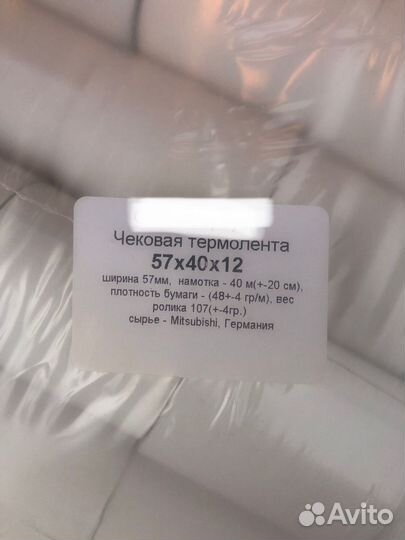 Чековая термолента
57х40х12
ширина 57мм, намотка - 40 м(+-20 см),
плотность бумаги - (48+-4 гр/м), вес
ролика 107(+-4гр.)
сырье - Mitsubishi, Германия
Avito